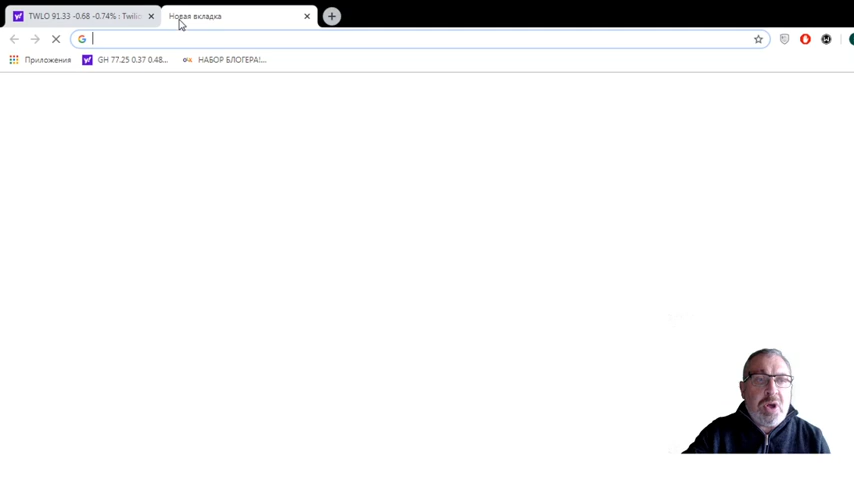 TWLO 91.33 -0.68 -0.74% : Twilio
Новая вкладка
Приложения
GH 77.25 0.37 0.48...
НАБОР БЛОГЕРА!...